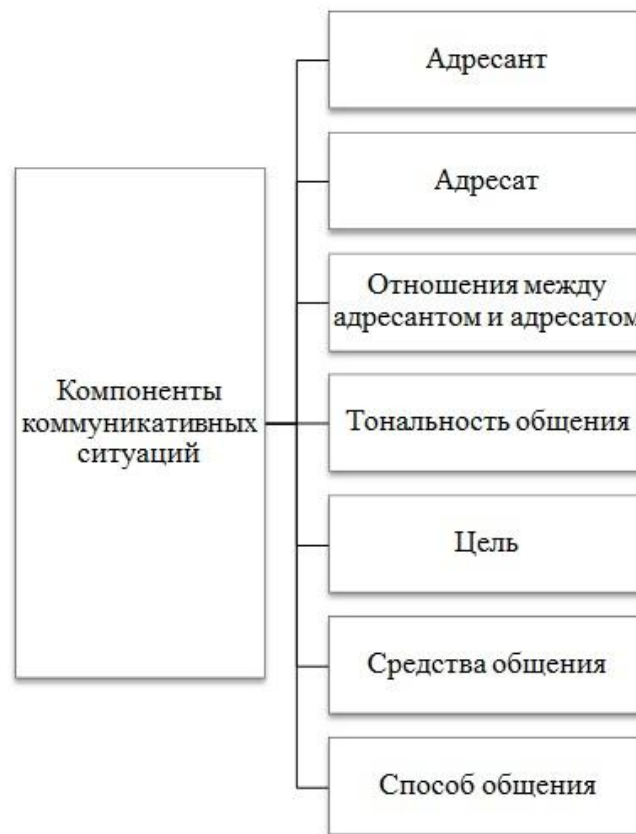 Компоненты
коммуникативных
ситуаций
Адресант
Адресат
Отношения между
адресантом и адресатом
Тональность общения
Цель
Средства общения
Способ общения